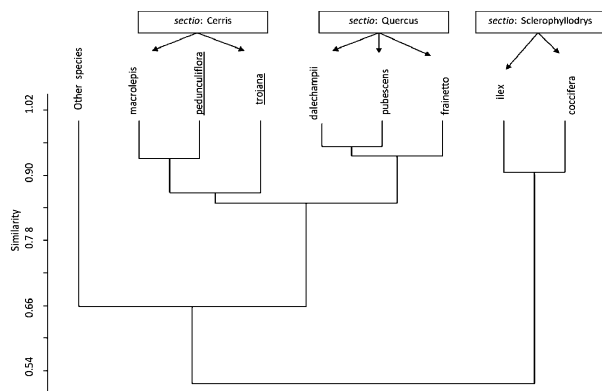 sectio: Cerris
sectio: Quercus
sectio: Sclerophyllodrys
Other species
macrolepis
pedunculiflora
trojana
dalechampii
pubescens
frainetto
ilex
coccifera
Similarity
1.02
0.90
0.78
0.66
0.54